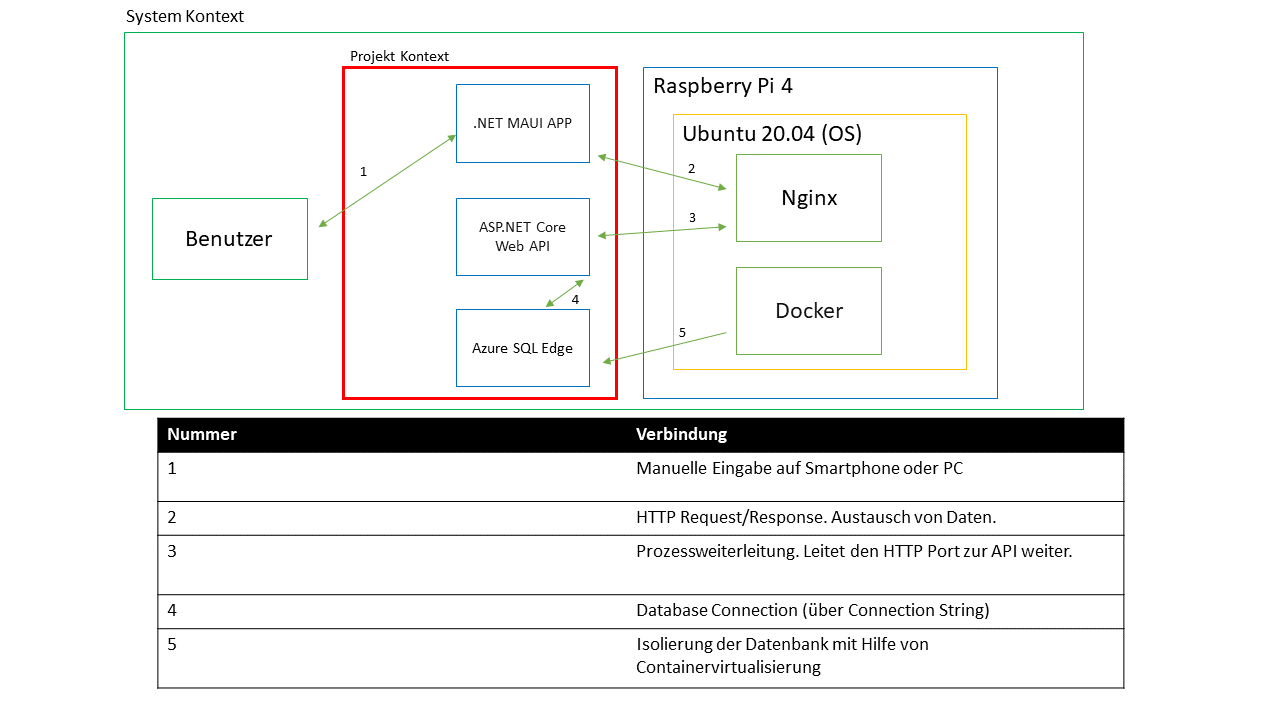 System Kontext
Projekt Kontext
Raspberry Pi 4
.NET MAUI APP
Ubuntu 20.04 (OS)
1
2
Nginx
Benutzer
ASP.NET Core
Web API
3
4
Docker
Azure SQL Edge
5
Nummer Verbindung
1 Manuelle Eingabe auf Smartphone oder PC
2 HTTP Request/Response. Austausch von Daten.
3 Prozessweiterleitung. Leitet den HTTP Port zur API weiter.
4 Database Connection (über Connection String)
5 Isolierung der Datenbank mit Hilfe von
Containervirtualisierung